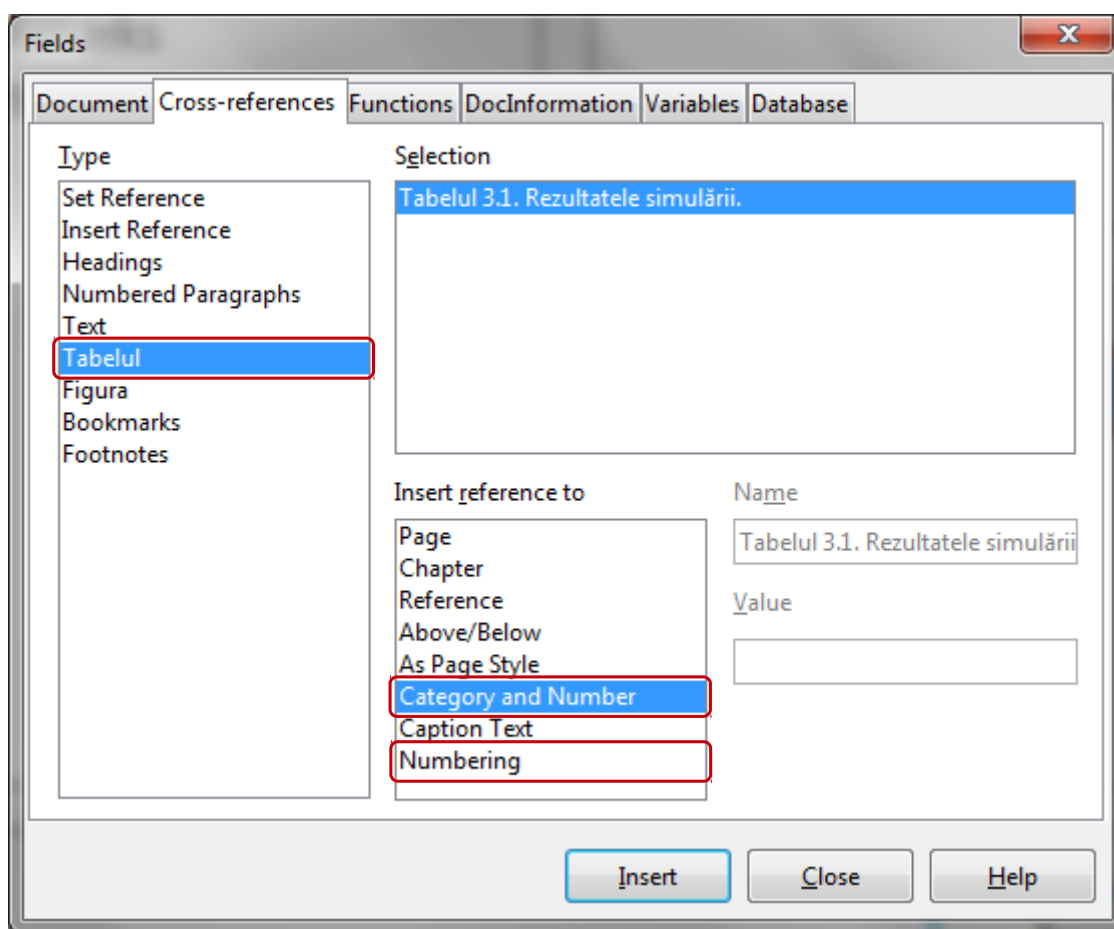 Fields
Document Cross-references Functions DocInformation Variables Database
Type
Set Reference
Insert Reference
Headings
Numbered Paragraphs
Text
Tabelul
Figura
Bookmarks
Footnotes
Selection
Tabelul 3.1. Rezultatele simulării.
Insert reference to
Page
Chapter
Reference
Above/Below
As Page Style
Category and Number
Caption Text
Numbering
Name
Tabelul 3.1. Rezultatele simulării
Value
Insert Close Help